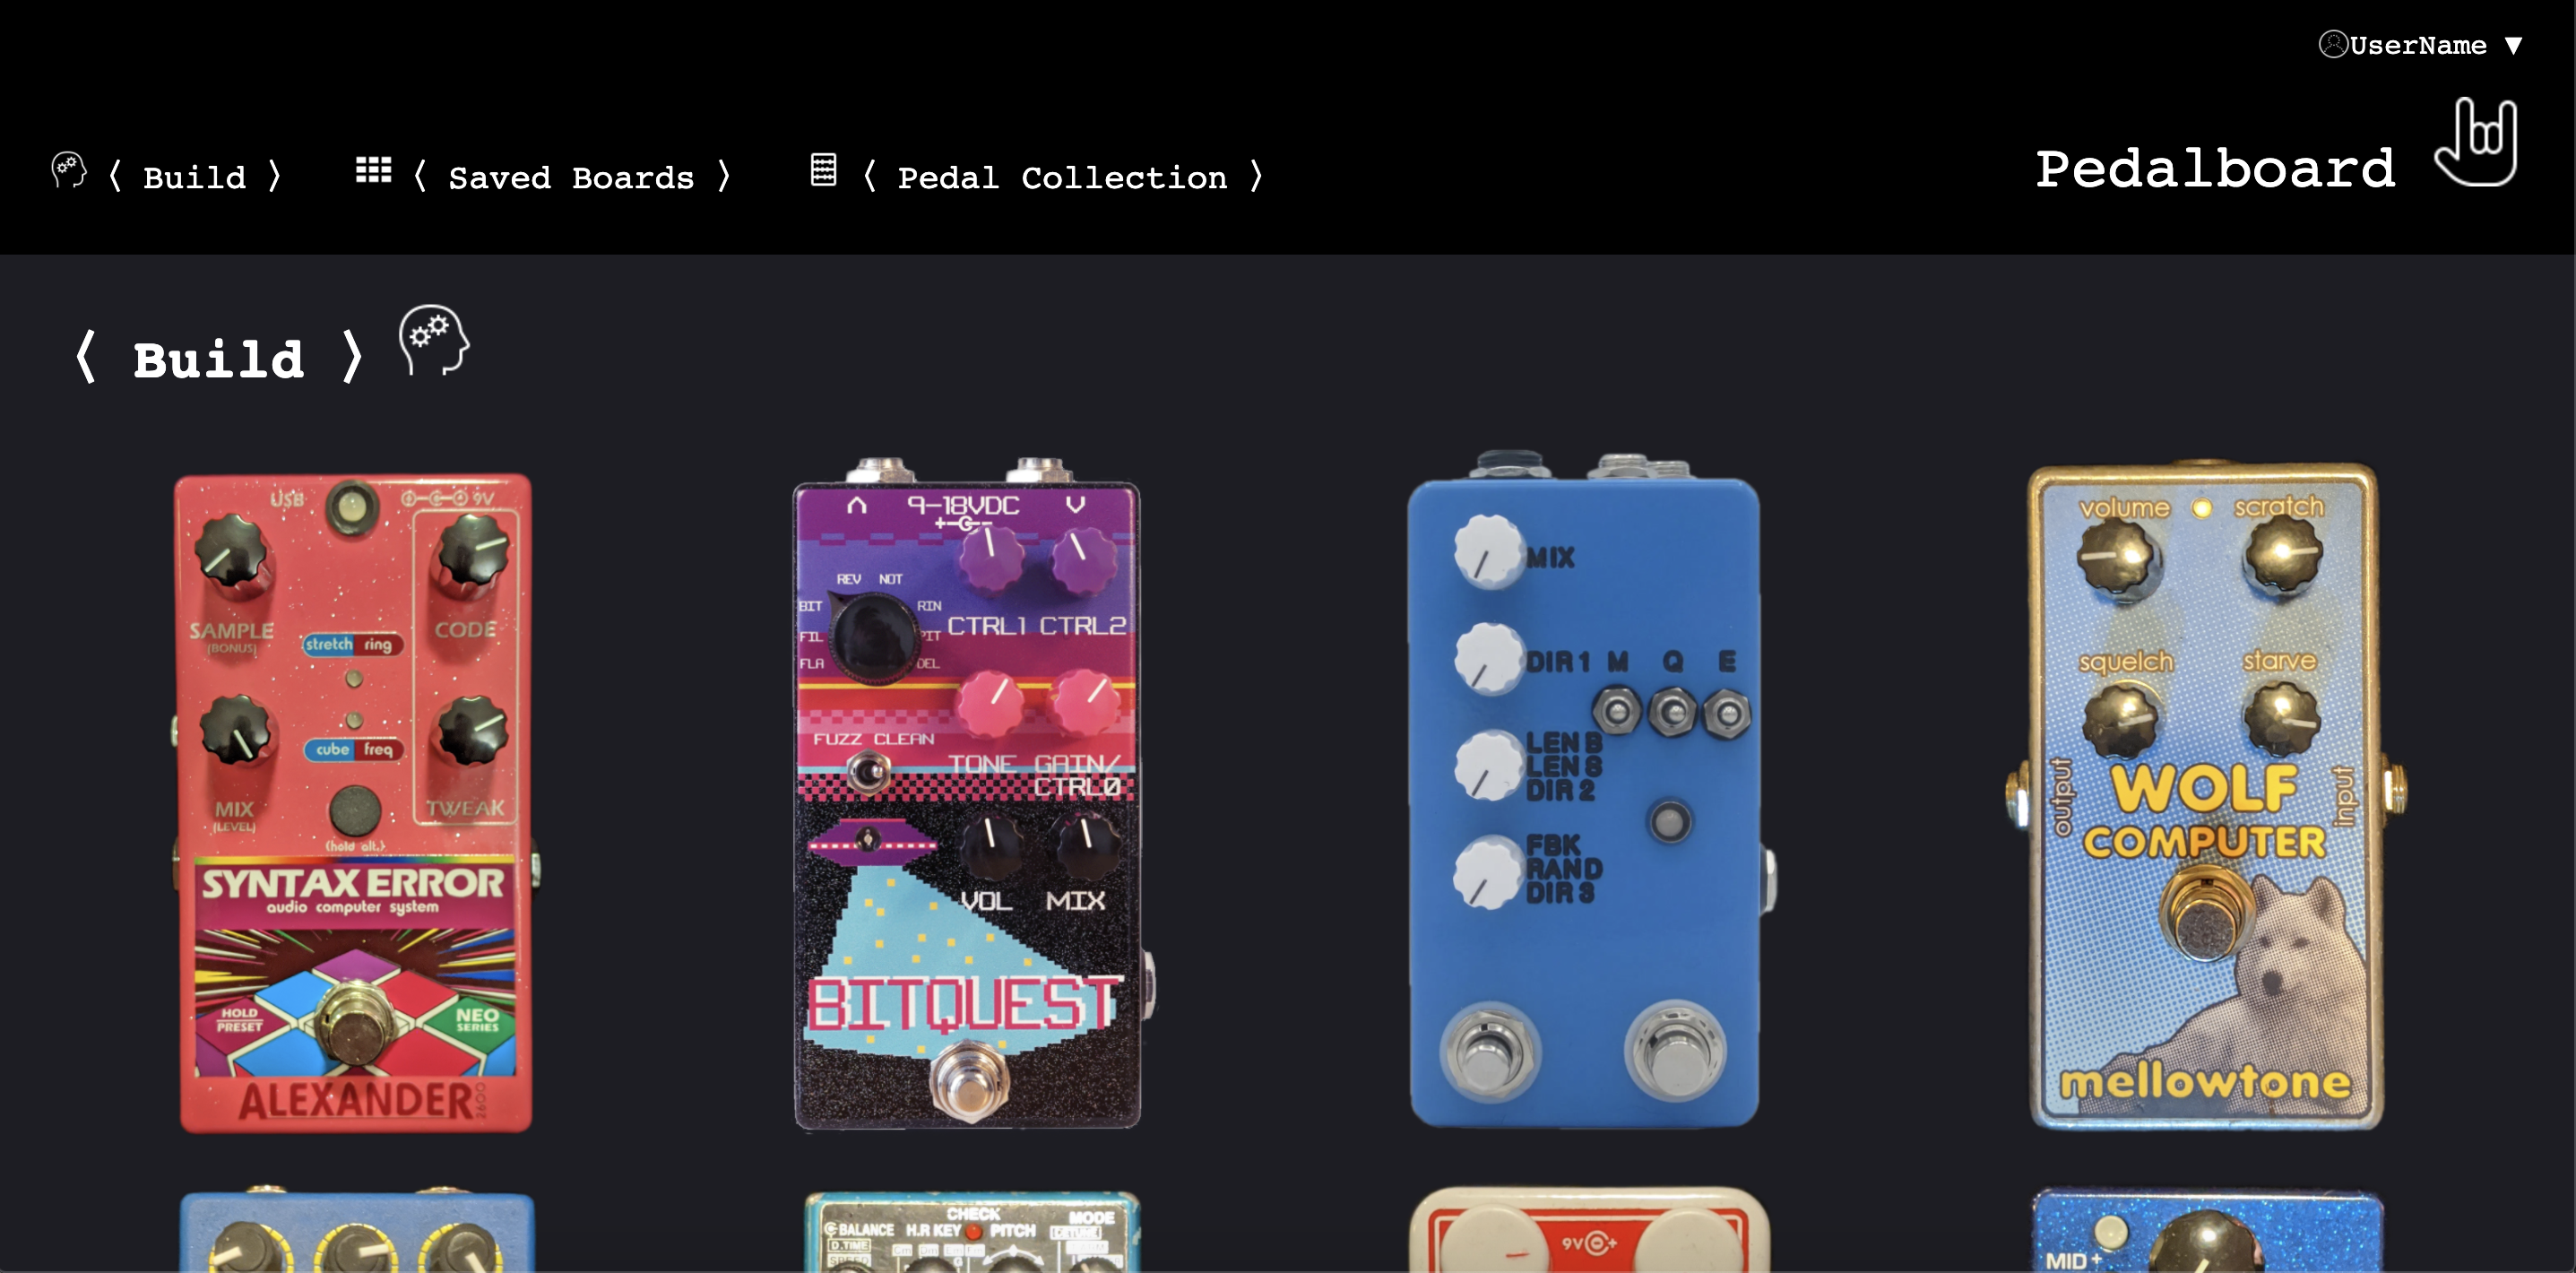 UserName ▼
⟨ Build ⟩
⟨ Saved Boards ⟩
⟨ Pedal Collection ⟩
Pedalboard
⟨ Build ⟩
USB
9V
SAMPLE
(BONUS)
CODE
stretch ring
cube freq
MIX
(LEVEL)
TWEAK
(hold alt.)
SYNTAX ERROR
audio computer system
HOLD
PRESET
NEO
SERIES
ALEXANDER
2600
9-18VDC
REV NOT
BIT
RIN
FIL
PIT
FLA
DEL
CTRL1 CTRL2
FUZZ CLEAN
TONE GAIN/
CTRL0
VOL MIX
BITQUEST
MIX
DIR 1 M Q E
LEN B
LEN S
DIR 2
FBK
RAND
DIR 3
volume scratch
squelch starve
output
input
WOLF
COMPUTER
mellowtone
CHECK
BALANCE H.R KEY PITCH MODE
D.TIME
DETUNE
SPEED
9V
MID +